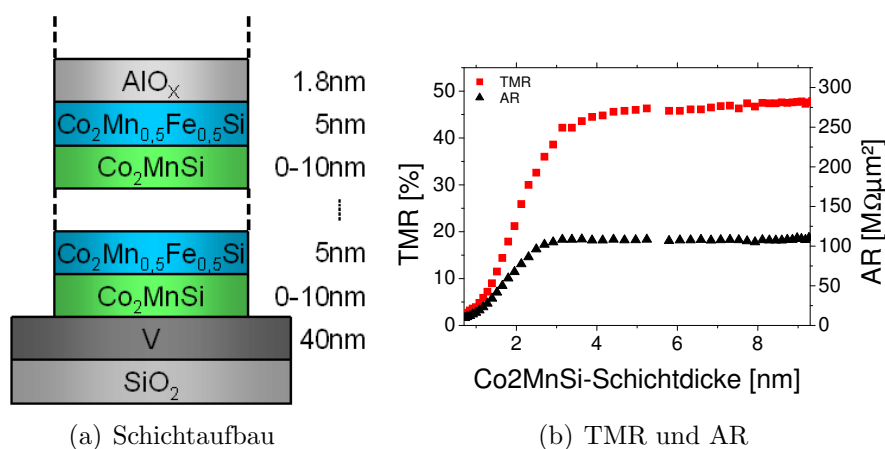 AlOX 1.8nm
Co2Mn0,5Fe0,5Si 5nm
Co2MnSi 0-10nm
Co2Mn0,5Fe0,5Si 5nm
Co2MnSi 0-10nm
V 40nm
SiO2
(a) Schichtaufbau
TMR
AR
50
40
30
20
10
0
TMR [%]
300
250
200
150
100
50
0
AR [MΩµm²]
2 4 6 8
Co2MnSi-Schichtdicke [nm]
(b) TMR und AR